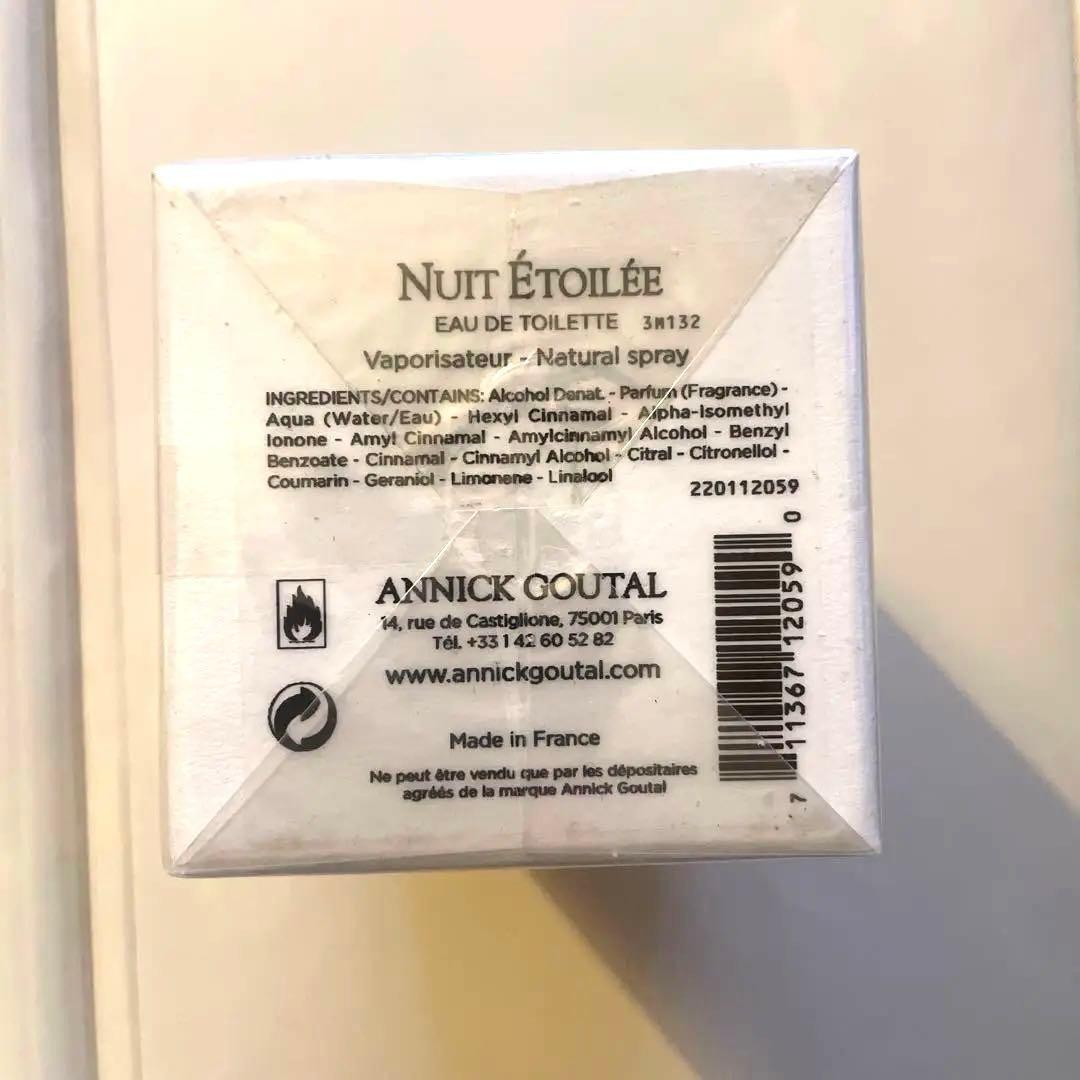 NUIT ÉTOILÉE
EAU DE TOILETTE 3M132
Vaporisateur - Natural spray
INGREDIENTS/CONTAINS: Alcohol Denat. - Parfum (Fragrance) -
Aqua (Water/Eau) - Hexyl Cinnamal - Alpha-Isomethyl
Ionone - Amyl Cinnamal - Amylcinnamyl Alcohol - Benzyl
Benzoate - Cinnamal - Cinnamyl Alcohol - Citral - Citronellol -
Coumarin - Geraniol - Limonene - Linalool
220112059
ANNICK GOUTAL
14, rue de Castiglione, 75001 Paris
Tél. +33 1 42 60 52 82
www.annickgoutal.com
Made in France
Ne peut être vendu que par les dépositaires
agréés de la marque Annick Goutal
7 11367 12059 0